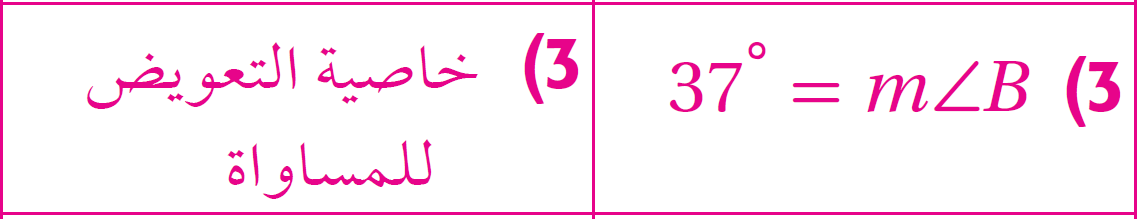 3) 37° = m∠B
3) خاصية التعويض
للمساواة